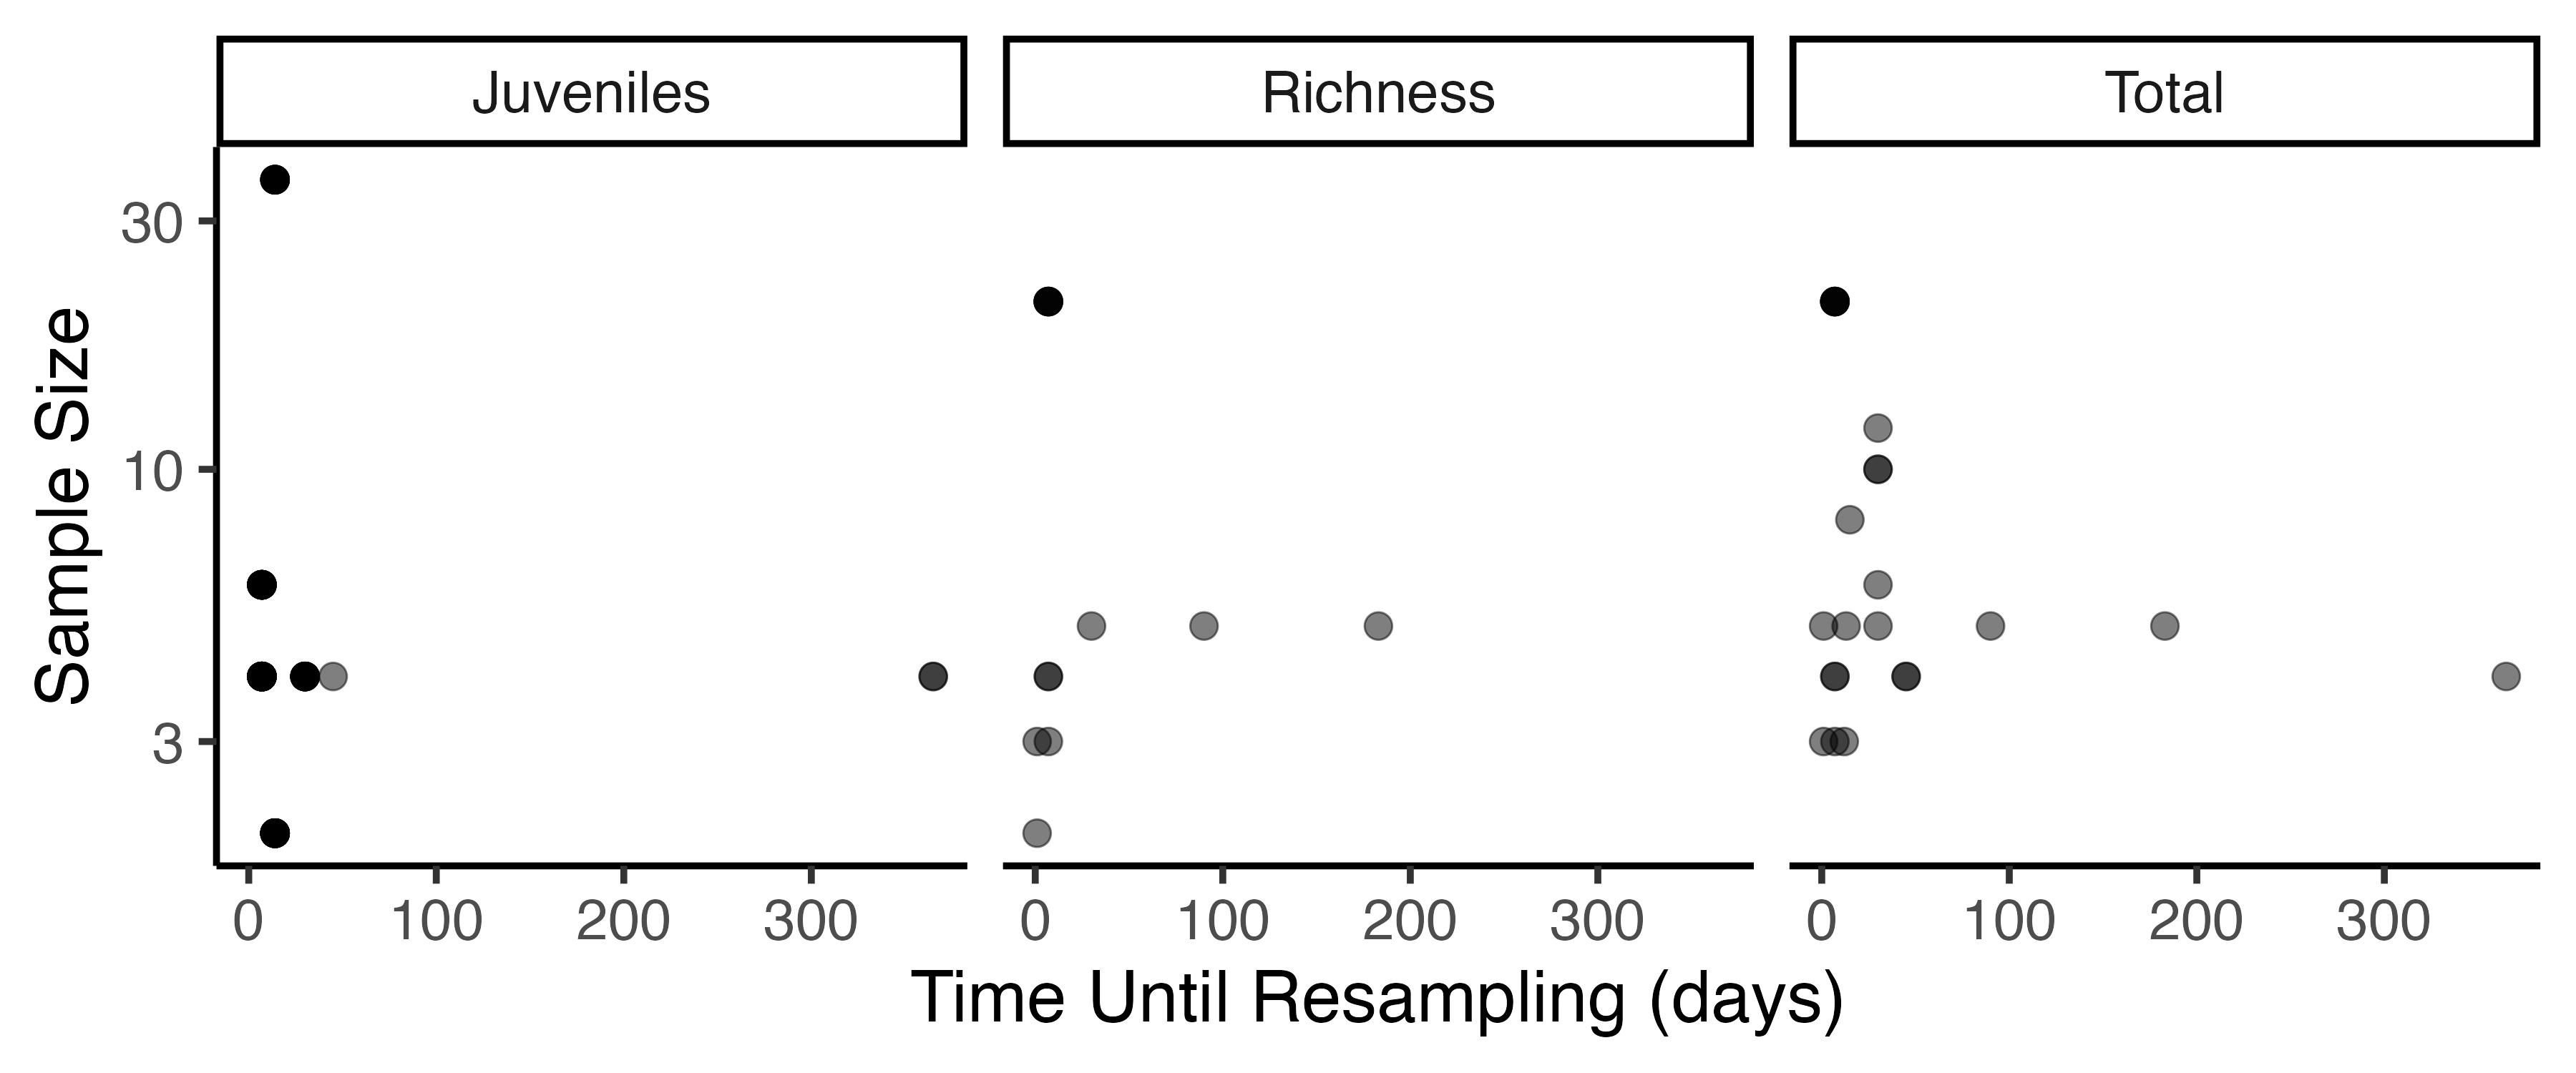 Juveniles Richness Total
30
10
3
Sample Size
0 100 200 300 0 100 200 300 0 100 200 300
Time Until Resampling (days)